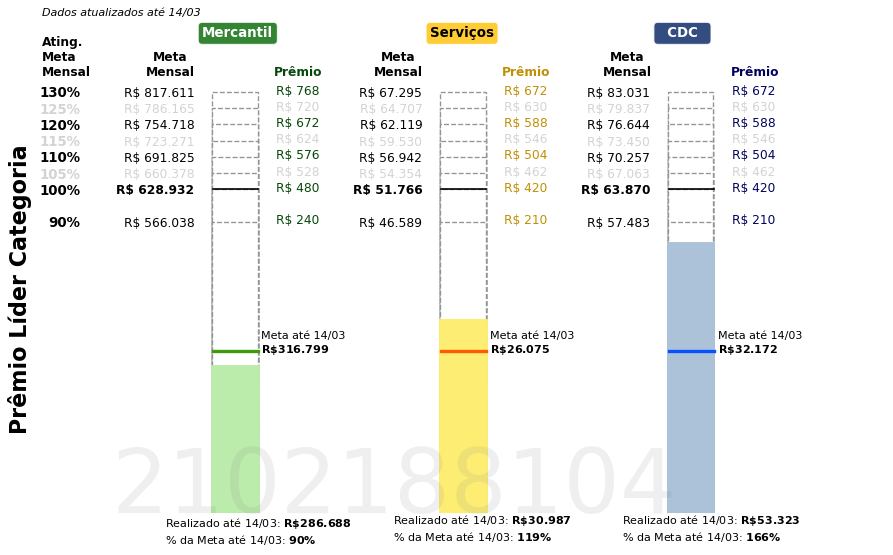 Dados atualizados até 14/03
Mercantil Serviços CDC
Ating. Meta Mensal Meta Mensal Prêmio Meta Mensal Prêmio Meta Mensal Prêmio
130% R$ 817.611 R$ 768 R$ 67.295 R$ 672 R$ 83.031 R$ 672
125% R$ 786.165 R$ 720 R$ 64.707 R$ 630 R$ 79.837 R$ 630
120% R$ 754.718 R$ 672 R$ 62.119 R$ 588 R$ 76.644 R$ 588
115% R$ 723.271 R$ 624 R$ 59.530 R$ 546 R$ 73.450 R$ 546
110% R$ 691.825 R$ 576 R$ 56.942 R$ 504 R$ 70.257 R$ 504
105% R$ 660.378 R$ 528 R$ 54.354 R$ 462 R$ 67.063 R$ 462
100% R$ 628.932 R$ 480 R$ 51.766 R$ 420 R$ 63.870 R$ 420
90% R$ 566.038 R$ 240 R$ 46.589 R$ 210 R$ 57.483 R$ 210
Prêmio Líder Categoria
Meta até 14/03 Meta até 14/03 Meta até 14/03
R$316.799 R$26.075 R$32.172
2102188104
Realizado até 14/03: R$286.688 Realizado até 14/03: R$30.987 Realizado até 14/03: R$53.323
% da Meta até 14/03: 90% % da Meta até 14/03: 119% % da Meta até 14/03: 166%